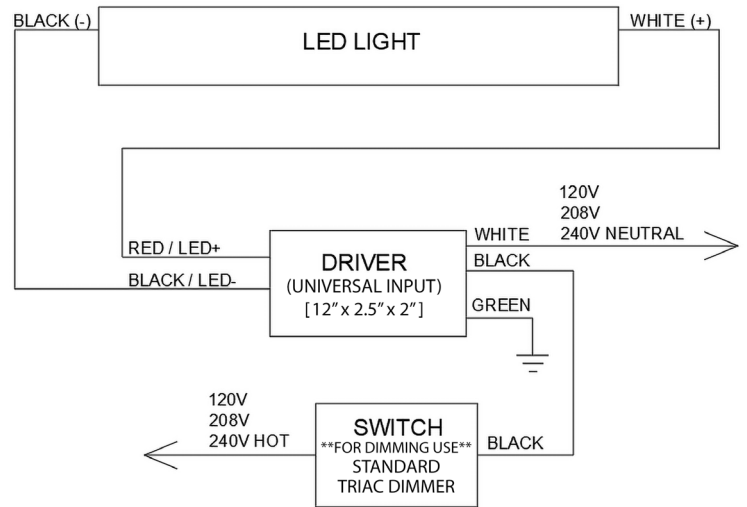 BLACK (-)
LED LIGHT
WHITE (+)
120V
208V
240V NEUTRAL
RED / LED+
BLACK / LED-
DRIVER
(UNIVERSAL INPUT)
[ 12” x 2.5” x 2” ]
WHITE
BLACK
GREEN
120V
208V
240V HOT
SWITCH
**FOR DIMMING USE**
STANDARD
TRIAC DIMMER
BLACK